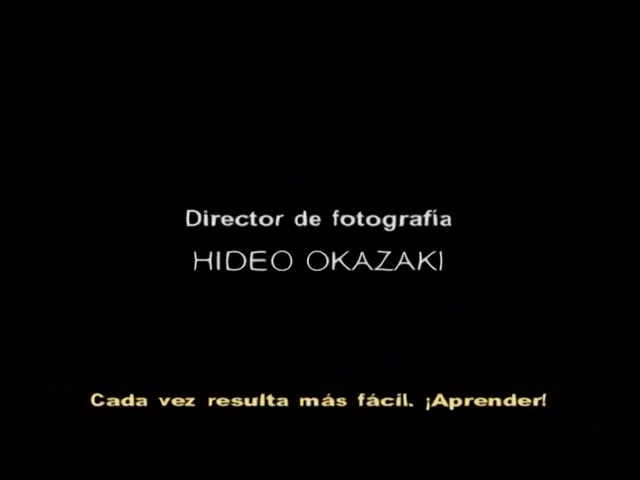 Director de fotografía
HIDEO OKAZAKI
Cada vez resulta más fácil. ¡Aprender!